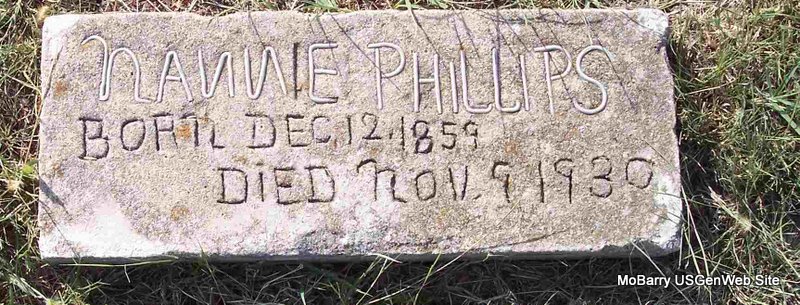 NANNIE PHILLIPS
BORN DEC, 12, 1859
DIED NOV. 9 1930
MoBarry USGenWeb Site